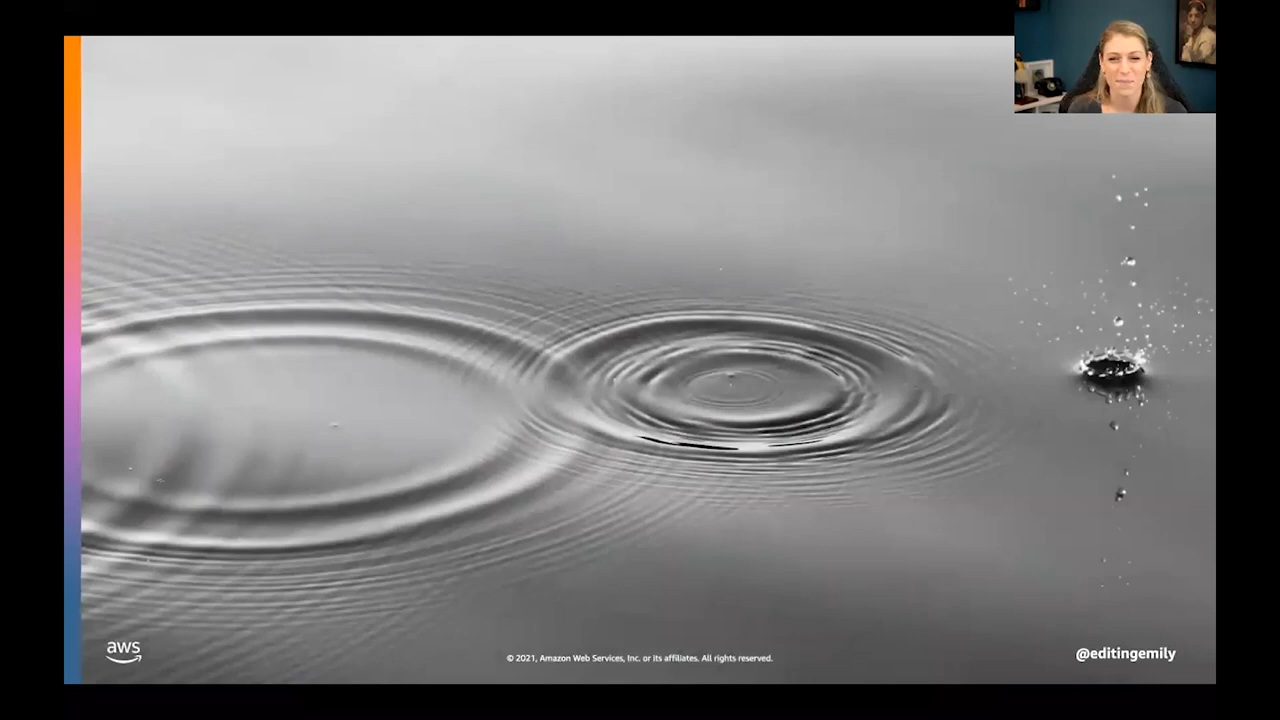 aws
© 2021, Amazon Web Services, Inc. or its affiliates. All rights reserved.
@editingemily